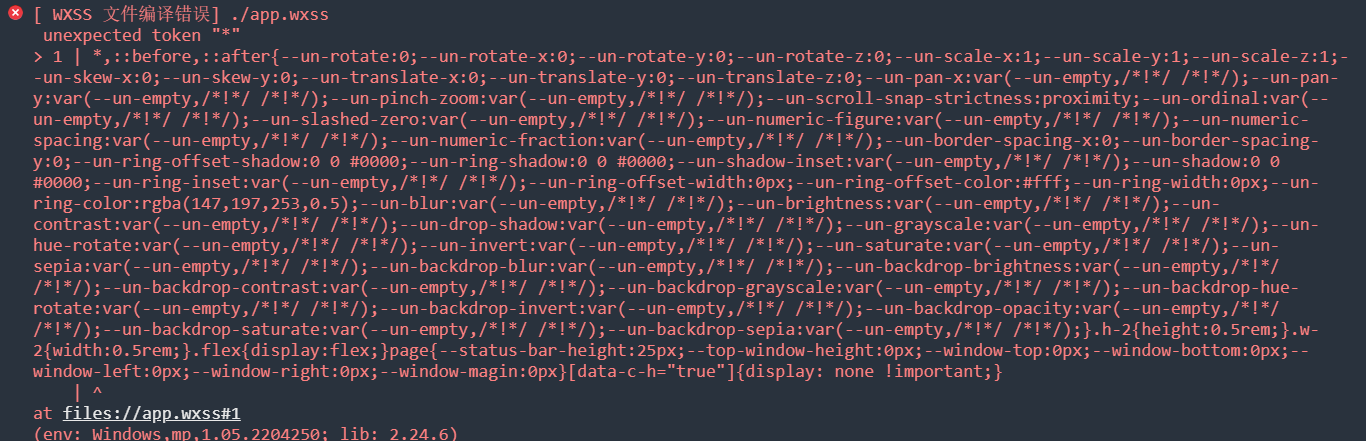 [ WXSS 文件编译错误] ./app.wxss
unexpected token "*"
> 1 | *,::before,::after{--un-rotate:0;--un-rotate-x:0;--un-rotate-y:0;--un-rotate-z:0;--un-scale-x:1;--un-scale-y:1;--un-scale-z:1;-
-un-skew-x:0;--un-skew-y:0;--un-translate-x:0;--un-translate-y:0;--un-translate-z:0;--un-pan-x:var(--un-empty,/*!*/ /*!*/);--un-pan-
y:var(--un-empty,/*!*/ /*!*/);--un-pinch-zoom:var(--un-empty,/*!*/ /*!*/);--un-scroll-snap-strictness:proximity;--un-ordinal:var(--
un-empty,/*!*/ /*!*/);--un-slashed-zero:var(--un-empty,/*!*/ /*!*/);--un-numeric-figure:var(--un-empty,/*!*/ /*!*/);--un-numeric-
spacing:var(--un-empty,/*!*/ /*!*/);--un-numeric-fraction:var(--un-empty,/*!*/ /*!*/);--un-border-spacing-x:0;--un-border-spacing-
y:0;--un-ring-offset-shadow:0 0 #0000;--un-ring-shadow:0 0 #0000;--un-shadow-inset:var(--un-empty,/*!*/ /*!*/);--un-shadow:0 0
#0000;--un-ring-inset:var(--un-empty,/*!*/ /*!*/);--un-ring-offset-width:0px;--un-ring-offset-color:#fff;--un-ring-width:0px;--un-
ring-color:rgba(147,197,253,0.5);--un-blur:var(--un-empty,/*!*/ /*!*/);--un-brightness:var(--un-empty,/*!*/ /*!*/);--un-
contrast:var(--un-empty,/*!*/ /*!*/);--un-drop-shadow:var(--un-empty,/*!*/ /*!*/);--un-grayscale:var(--un-empty,/*!*/ /*!*/);--un-
hue-rotate:var(--un-empty,/*!*/ /*!*/);--un-invert:var(--un-empty,/*!*/ /*!*/);--un-saturate:var(--un-empty,/*!*/ /*!*/);--un-
sepia:var(--un-empty,/*!*/ /*!*/);--un-backdrop-blur:var(--un-empty,/*!*/ /*!*/);--un-backdrop-brightness:var(--un-empty,/*!*/
/*!*/);--un-backdrop-contrast:var(--un-empty,/*!*/ /*!*/);--un-backdrop-grayscale:var(--un-empty,/*!*/ /*!*/);--un-backdrop-hue-
rotate:var(--un-empty,/*!*/ /*!*/);--un-backdrop-invert:var(--un-empty,/*!*/ /*!*/);--un-backdrop-opacity:var(--un-empty,/*!*/
/*!*/);--un-backdrop-saturate:var(--un-empty,/*!*/ /*!*/);--un-backdrop-sepia:var(--un-empty,/*!*/ /*!*/);}.h-2{height:0.5rem;}.w-
2{width:0.5rem;}.flex{display:flex;}page{--status-bar-height:25px;--top-window-height:0px;--window-top:0px;--window-bottom:0px;--
window-left:0px;--window-right:0px;--window-magin:0px}[data-c-h="true"]{display: none !important;}
| ^
at files://app.wxss#1
(env: Windows,mp,1.05.2204250; lib: 2.24.6)